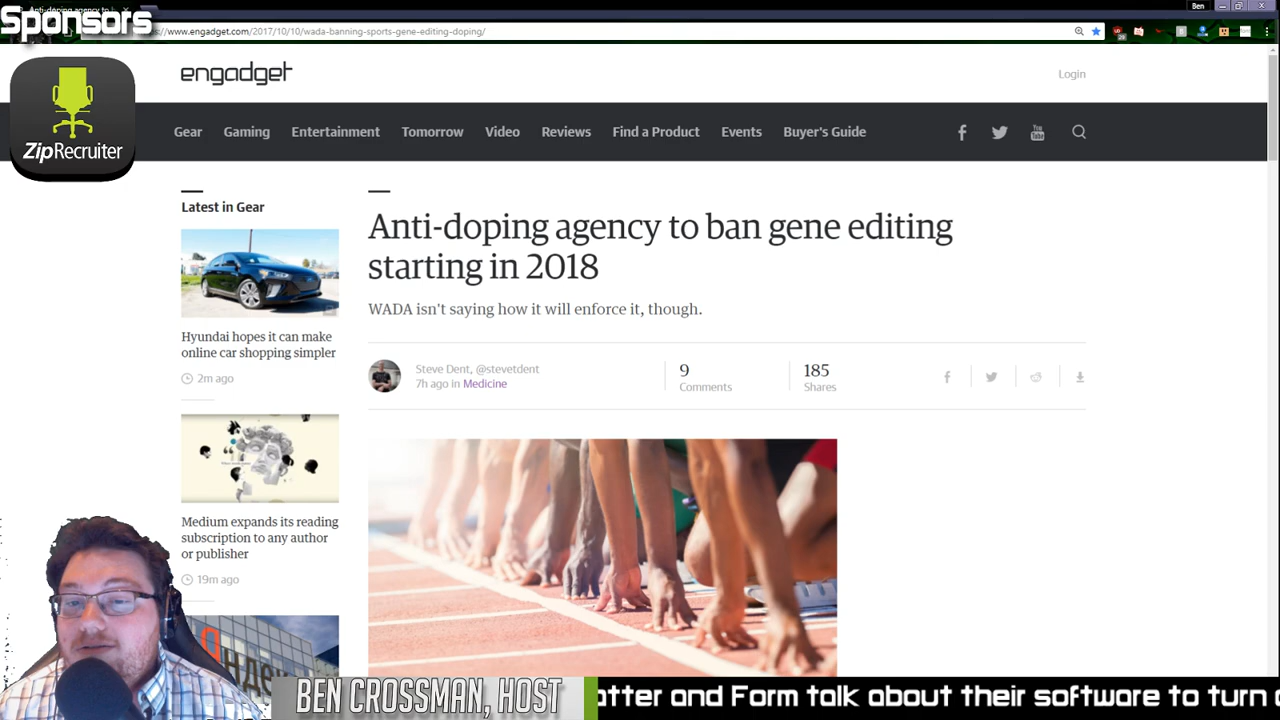 Sponsors
Anti-doping agency to
Ben
www.engadget.com/2017/10/10/wada-banning-sports-gene-editing-doping/
ZipRecruiter
engadget
Login
Gear Gaming Entertainment Tomorrow Video Reviews Find a Product Events Buyer's Guide
Latest in Gear
Hyundai hopes it can make
online car shopping simpler
2m ago
Medium expands its reading
subscription to any author
or publisher
19m ago
Anti-doping agency to ban gene editing
starting in 2018
WADA isn't saying how it will enforce it, though.
Steve Dent, @stevetdent
7h ago in Medicine
9
Comments
185
Shares
BEN CROSSMAN, HOST
atter and Form talk about their software to turn